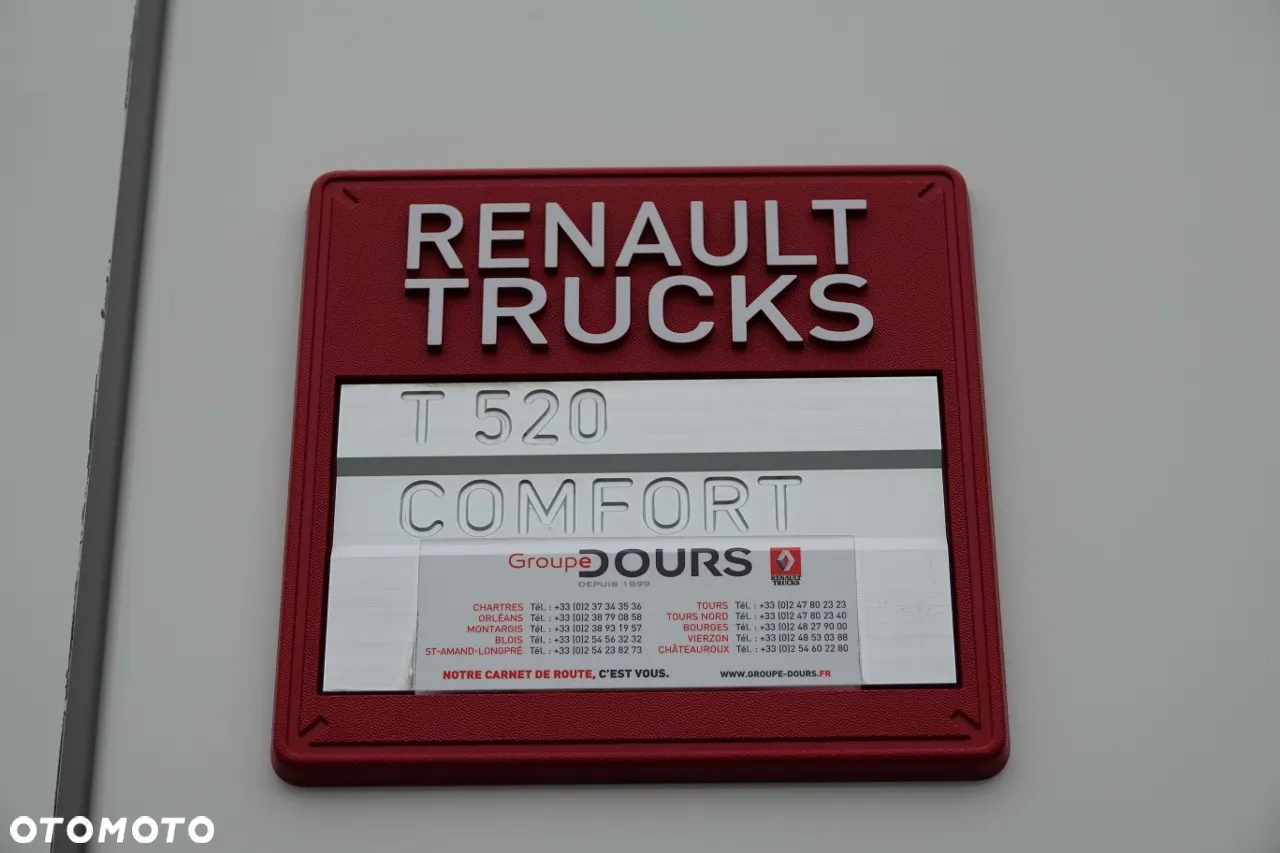 RENAULT
TRUCKS
T 520
COMFORT
Groupe DOURS
DEPUIS 1899
RENAULT
TRUCKS
CHARTRES Tél. : +33 (0)2 37 34 35 36
ORLÉANS Tél. : +33 (0)2 38 79 08 58
MONTARGIS Tél. : +33 (0)2 38 93 19 57
BLOIS Tél. : +33 (0)2 54 56 32 32
ST-AMAND-LONGPRÉ Tél. : +33 (0)2 54 23 82 73
TOURS Tél. : +33 (0)2 47 80 23 23
TOURS NORD Tél. : +33 (0)2 47 80 23 40
BOURGES Tél. : +33 (0)2 48 27 90 00
VIERZON Tél. : +33 (0)2 48 53 03 88
CHÂTEAUROUX Tél. : +33 (0)2 54 60 22 80
NOTRE CARNET DE ROUTE, C'EST VOUS.
WWW.GROUPE-DOURS.FR
OTOMOTO